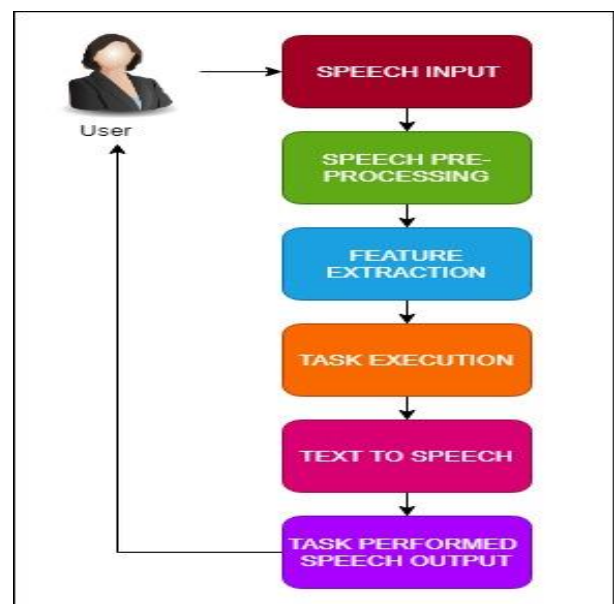 User
SPEECH INPUT
SPEECH PRE-
PROCESSING
FEATURE
EXTRACTION
TASK EXECUTION
TEXT TO SPEECH
TASK PERFORMED
SPEECH OUTPUT